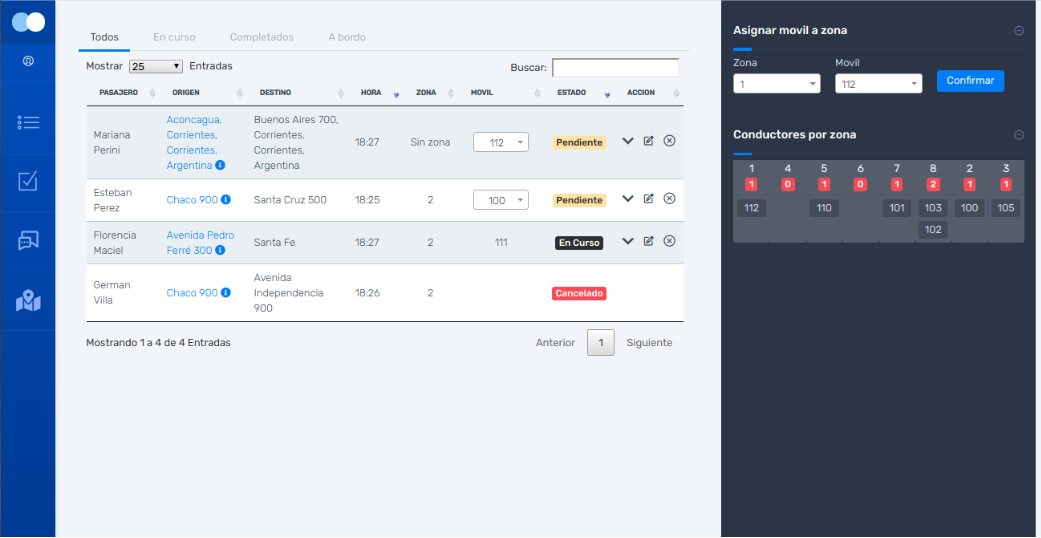 Todos En curso Completados A bordo
Mostrar 25 Entradas Buscar:
PASAJERO ORIGEN DESTINO HORA ZONA MOVIL ESTADO ACCION
Mariana Perini
Aconcagua, Corrientes, Corrientes, Argentina
Buenos Aires 700, Corrientes, Corrientes, Argentina
18:27 Sin zona 112 Pendiente
Esteban Perez
Chaco 900 Santa Cruz 500 18:25 2 100 Pendiente
Florencia Maciel
Avenida Pedro Ferré 300
Santa Fe 18:27 2 111 En Curso
German Villa
Chaco 900
Avenida Independencia 900
18:26 2 Cancelado
Mostrando 1 a 4 de 4 Entradas Anterior 1 Siguiente
Asignar movil a zona
Zona Movil
1 112 Confirmar
Conductores por zona
1 4 5 6 7 8 2 3
1 0 1 0 1 2 1 1
112 110 101 103 100 105
102